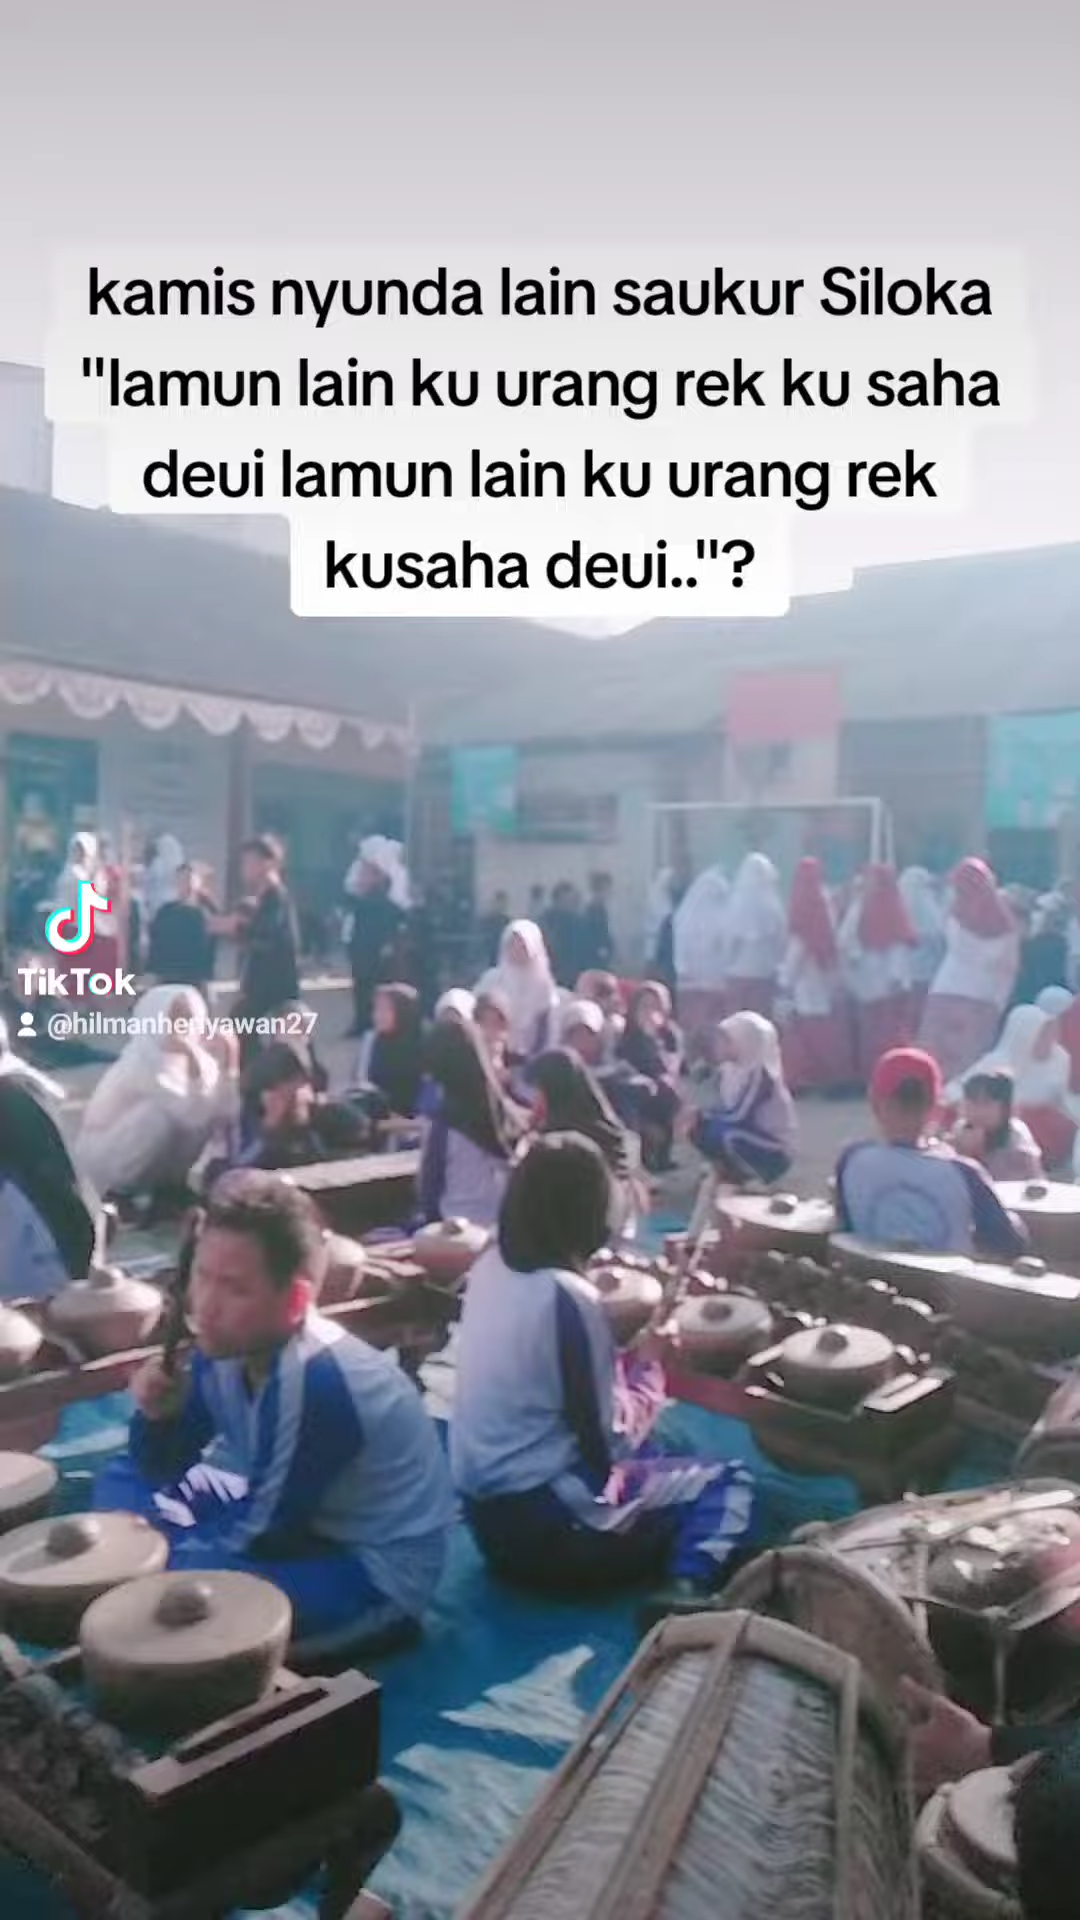 kamis nyunda lain saukur Siloka
"lamun lain ku urang rek ku saha
deui lamun lain ku urang rek
kusaha deui.."?
TikTok
@hilmanheriyawan27